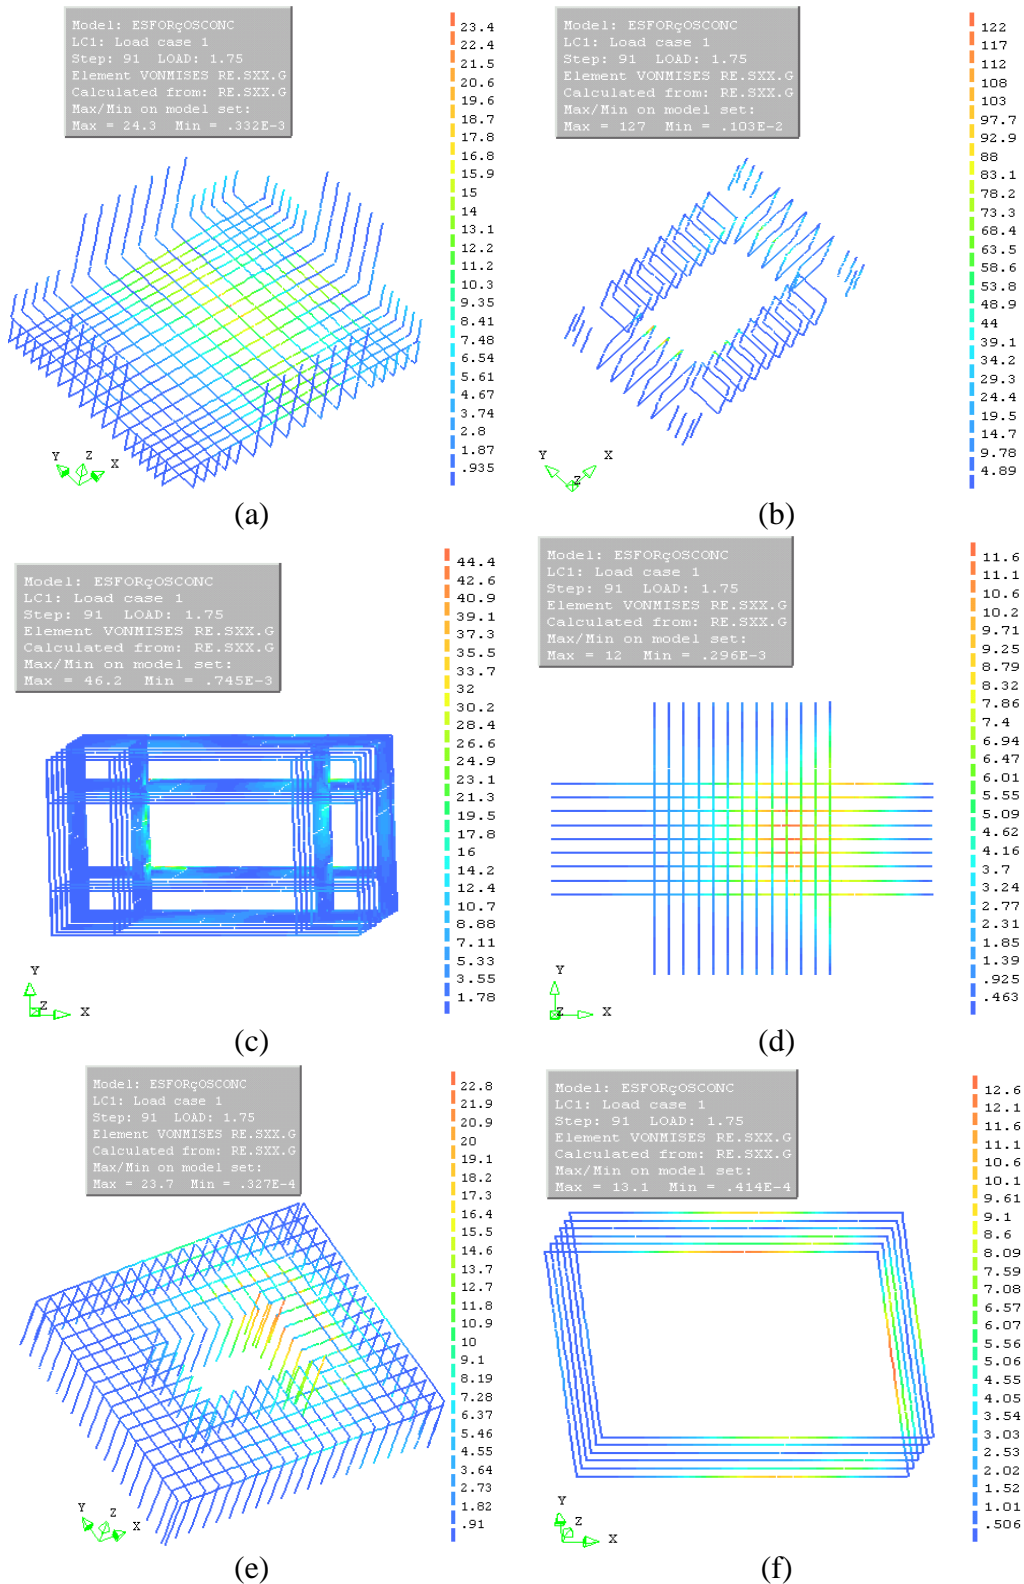 Model: ESFORçOSCONC
LC1: Load case 1
Step: 91 LOAD: 1.75
Element VONMISES RE.SXX.G
Calculated from: RE.SXX.G
Max/Min on model set:
Max = 24.3 Min = .332E-3
23.4
22.4
21.5
20.6
19.6
18.7
17.8
16.8
15.9
15
14
13.1
12.2
11.2
10.3
9.35
8.41
7.48
6.54
5.61
4.67
3.74
2.8
1.87
.935
Y Z X
(a)
Model: ESFORçOSCONC
LC1: Load case 1
Step: 91 LOAD: 1.75
Element VONMISES RE.SXX.G
Calculated from: RE.SXX.G
Max/Min on model set:
Max = 127 Min = .103E-2
122
117
112
108
103
97.7
92.9
88
83.1
78.2
73.3
68.4
63.5
58.6
53.8
48.9
44
39.1
34.2
29.3
24.4
19.5
14.7
9.78
4.89
Y X
Z
(b)
Model: ESFORçOSCONC
LC1: Load case 1
Step: 91 LOAD: 1.75
Element VONMISES RE.SXX.G
Calculated from: RE.SXX.G
Max/Min on model set:
Max = 46.2 Min = .745E-3
44.4
42.6
40.9
39.1
37.3
35.5
33.7
32
30.2
28.4
26.6
24.9
23.1
21.3
19.5
17.8
16
14.2
12.4
10.7
8.88
7.11
5.33
3.55
1.78
Y
Z X
(c)
Model: ESFORçOSCONC
LC1: Load case 1
Step: 91 LOAD: 1.75
Element VONMISES RE.SXX.G
Calculated from: RE.SXX.G
Max/Min on model set:
Max = 12 Min = .296E-3
11.6
11.1
10.6
10.2
9.71
9.25
8.79
8.32
7.86
7.4
6.94
6.47
6.01
5.55
5.09
4.62
4.16
3.7
3.24
2.77
2.31
1.85
1.39
.925
.463
Y
Z X
(d)
Model: ESFORçOSCONC
LC1: Load case 1
Step: 91 LOAD: 1.75
Element VONMISES RE.SXX.G
Calculated from: RE.SXX.G
Max/Min on model set:
Max = 23.7 Min = .327E-4
22.8
21.9
20.9
20
19.1
18.2
17.3
16.4
15.5
14.6
13.7
12.7
11.8
10.9
10
9.1
8.19
7.28
6.37
5.46
4.55
3.64
2.73
1.82
.91
Y Z X
(e)
Model: ESFORçOSCONC
LC1: Load case 1
Step: 91 LOAD: 1.75
Element VONMISES RE.SXX.G
Calculated from: RE.SXX.G
Max/Min on model set:
Max = 13.1 Min = .414E-4
12.6
12.1
11.6
11.1
10.6
10.1
9.61
9.1
8.6
8.09
7.59
7.08
6.57
6.07
5.56
5.06
4.55
4.05
3.54
3.03
2.53
2.02
1.52
1.01
.506
Y
Z X
(f)